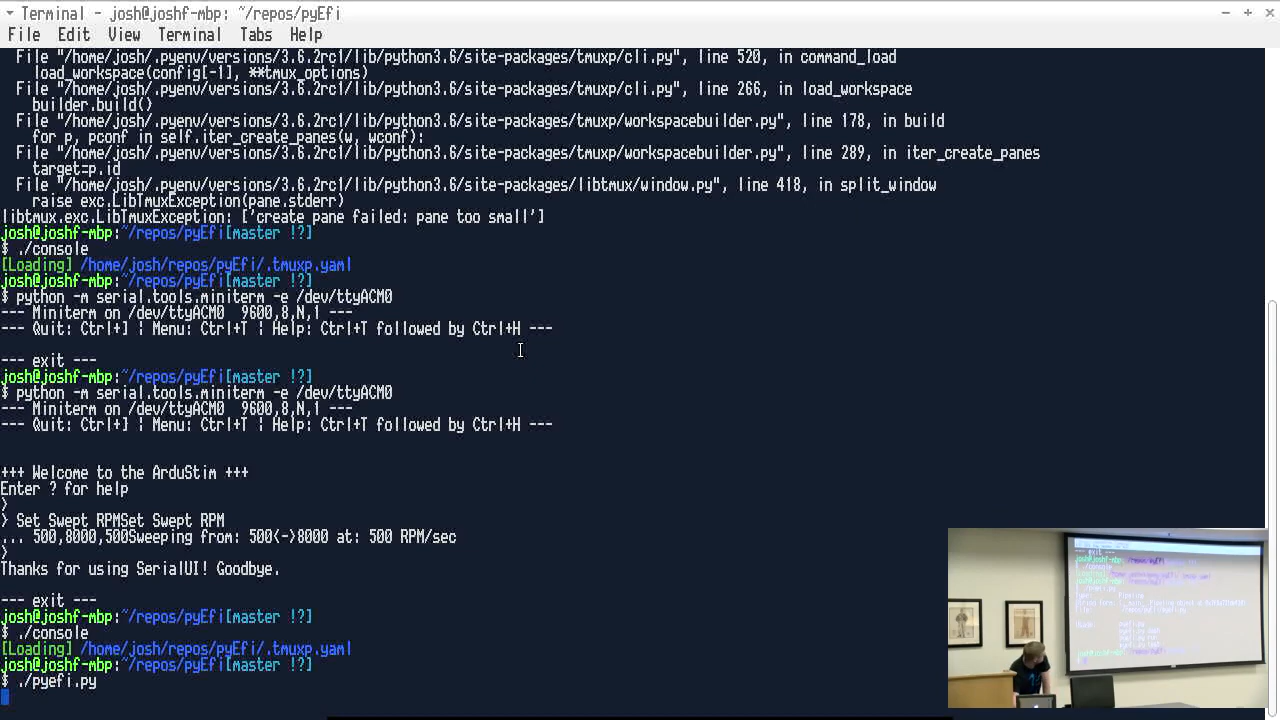 Terminal - josh@joshf-mbp: ~/repos/pyEfi
File Edit View Terminal Tabs Help
File "/home/josh/.pyenv/versions/3.6.2rc1/lib/python3.6/site-packages/tmuxp/cli.py", line 520, in command_load
load_workspace(config[-1], **tmux_options)
File "/home/josh/.pyenv/versions/3.6.2rc1/lib/python3.6/site-packages/tmuxp/cli.py", line 266, in load_workspace
builder.build()
File "/home/josh/.pyenv/versions/3.6.2rc1/lib/python3.6/site-packages/tmuxp/workspacebuilder.py", line 178, in build
for p, pconf in self.iter_create_panes(w, wconf):
File "/home/josh/.pyenv/versions/3.6.2rc1/lib/python3.6/site-packages/tmuxp/workspacebuilder.py", line 289, in iter_create_panes
target=p.id
File "/home/josh/.pyenv/versions/3.6.2rc1/lib/python3.6/site-packages/libtmux/window.py", line 418, in split_window
raise exc.LibTmuxException(pane.stderr)
libtmux.exc.LibTmuxException: ['create pane failed: pane too small']
josh@joshf-mbp:~/repos/pyEfi[master !?]
$ ./console
[Loading] /home/josh/repos/pyEfi/.tmuxp.yaml
josh@joshf-mbp:~/repos/pyEfi[master !?]
$ python -m serial.tools.miniterm -e /dev/ttyACM0
--- Miniterm on /dev/ttyACM0  9600,8,N,1 ---
--- Quit: Ctrl+] | Menu: Ctrl+T | Help: Ctrl+T followed by Ctrl+H ---
--- exit ---
josh@joshf-mbp:~/repos/pyEfi[master !?]
$ python -m serial.tools.miniterm -e /dev/ttyACM0
--- Miniterm on /dev/ttyACM0  9600,8,N,1 ---
--- Quit: Ctrl+] | Menu: Ctrl+T | Help: Ctrl+T followed by Ctrl+H ---
+++ Welcome to the ArduStim +++
Enter ? for help
>
> Set Swept RPMSet Swept RPM
... 500,8000,500Sweeping from: 500<->8000 at: 500 RPM/sec
>
Thanks for using SerialUI! Goodbye.
--- exit ---
josh@joshf-mbp:~/repos/pyEfi[master !?]
$ ./console
[Loading] /home/josh/repos/pyEfi/.tmuxp.yaml
josh@joshf-mbp:~/repos/pyEfi[master !?]
$ ./pyefi.py
--- exit ---